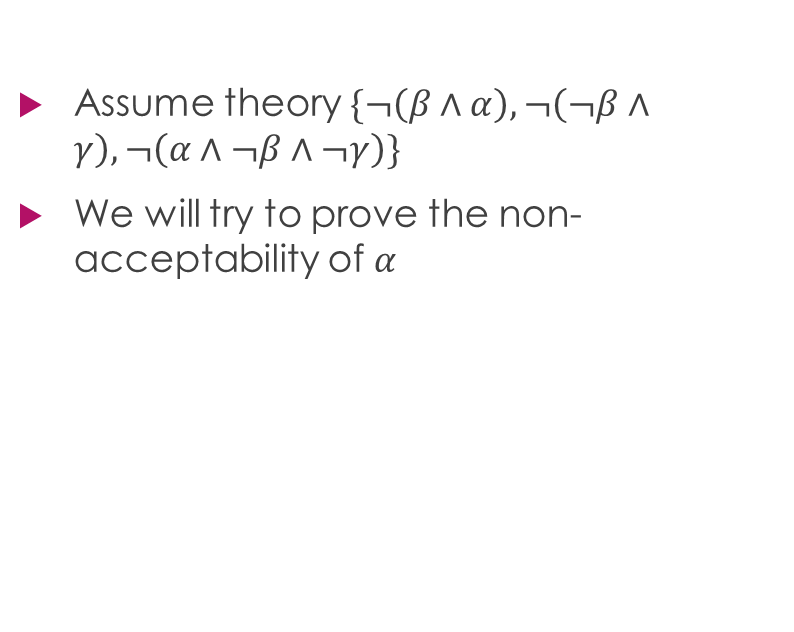 Assume theory {¬(𝛽 ∧ 𝛼), ¬(¬𝛽 ∧
𝛾), ¬(𝛼 ∧ ¬𝛽 ∧ ¬𝛾)}
We will try to prove the non-
acceptability of 𝛼